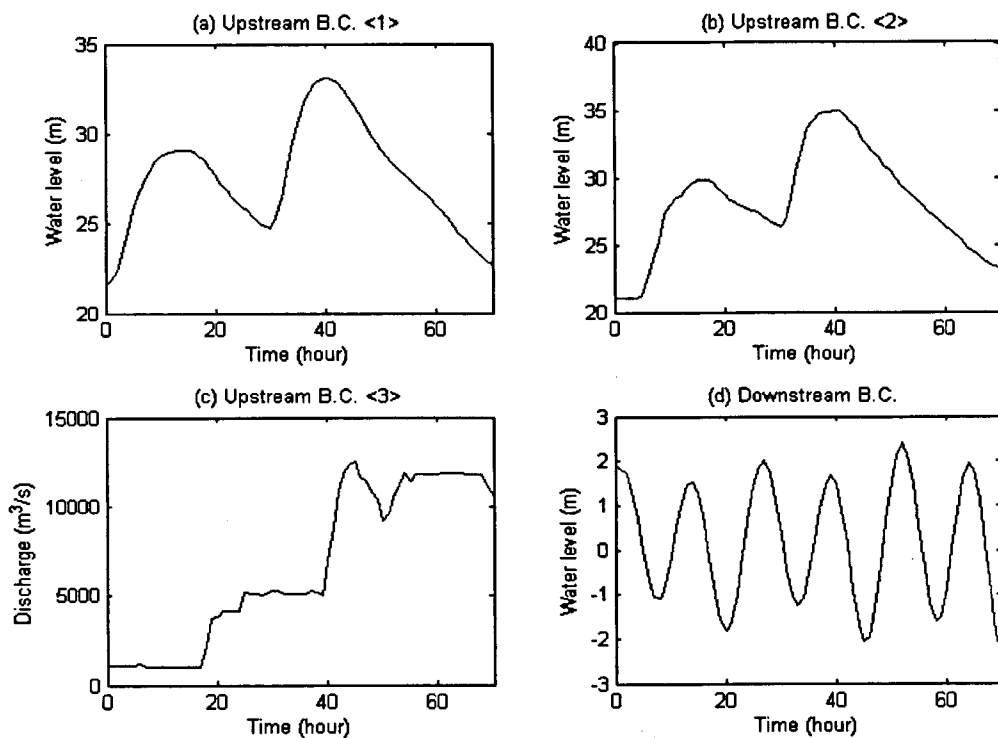 (a) Upstream B.C. <1>
35
30
25
20
Water level (m)
0 20 40 60
Time (hour)
(b) Upstream B.C. <2>
40
35
30
25
20
Water level (m)
0 20 40 60
Time (hour)
(c) Upstream B.C. <3>
15000
10000
5000
0
Discharge (m³/s)
0 20 40 60
Time (hour)
(d) Downstream B.C.
3
2
1
0
-1
-2
-3
Water level (m)
0 20 40 60
Time (hour)